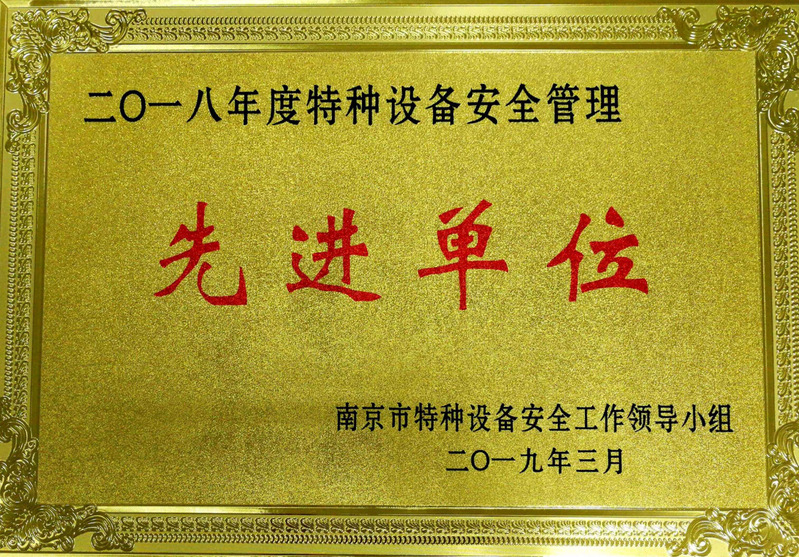 二〇一八年度特种设备安全管理
先进单位
南京市特种设备安全工作领导小组
二〇一九年三月